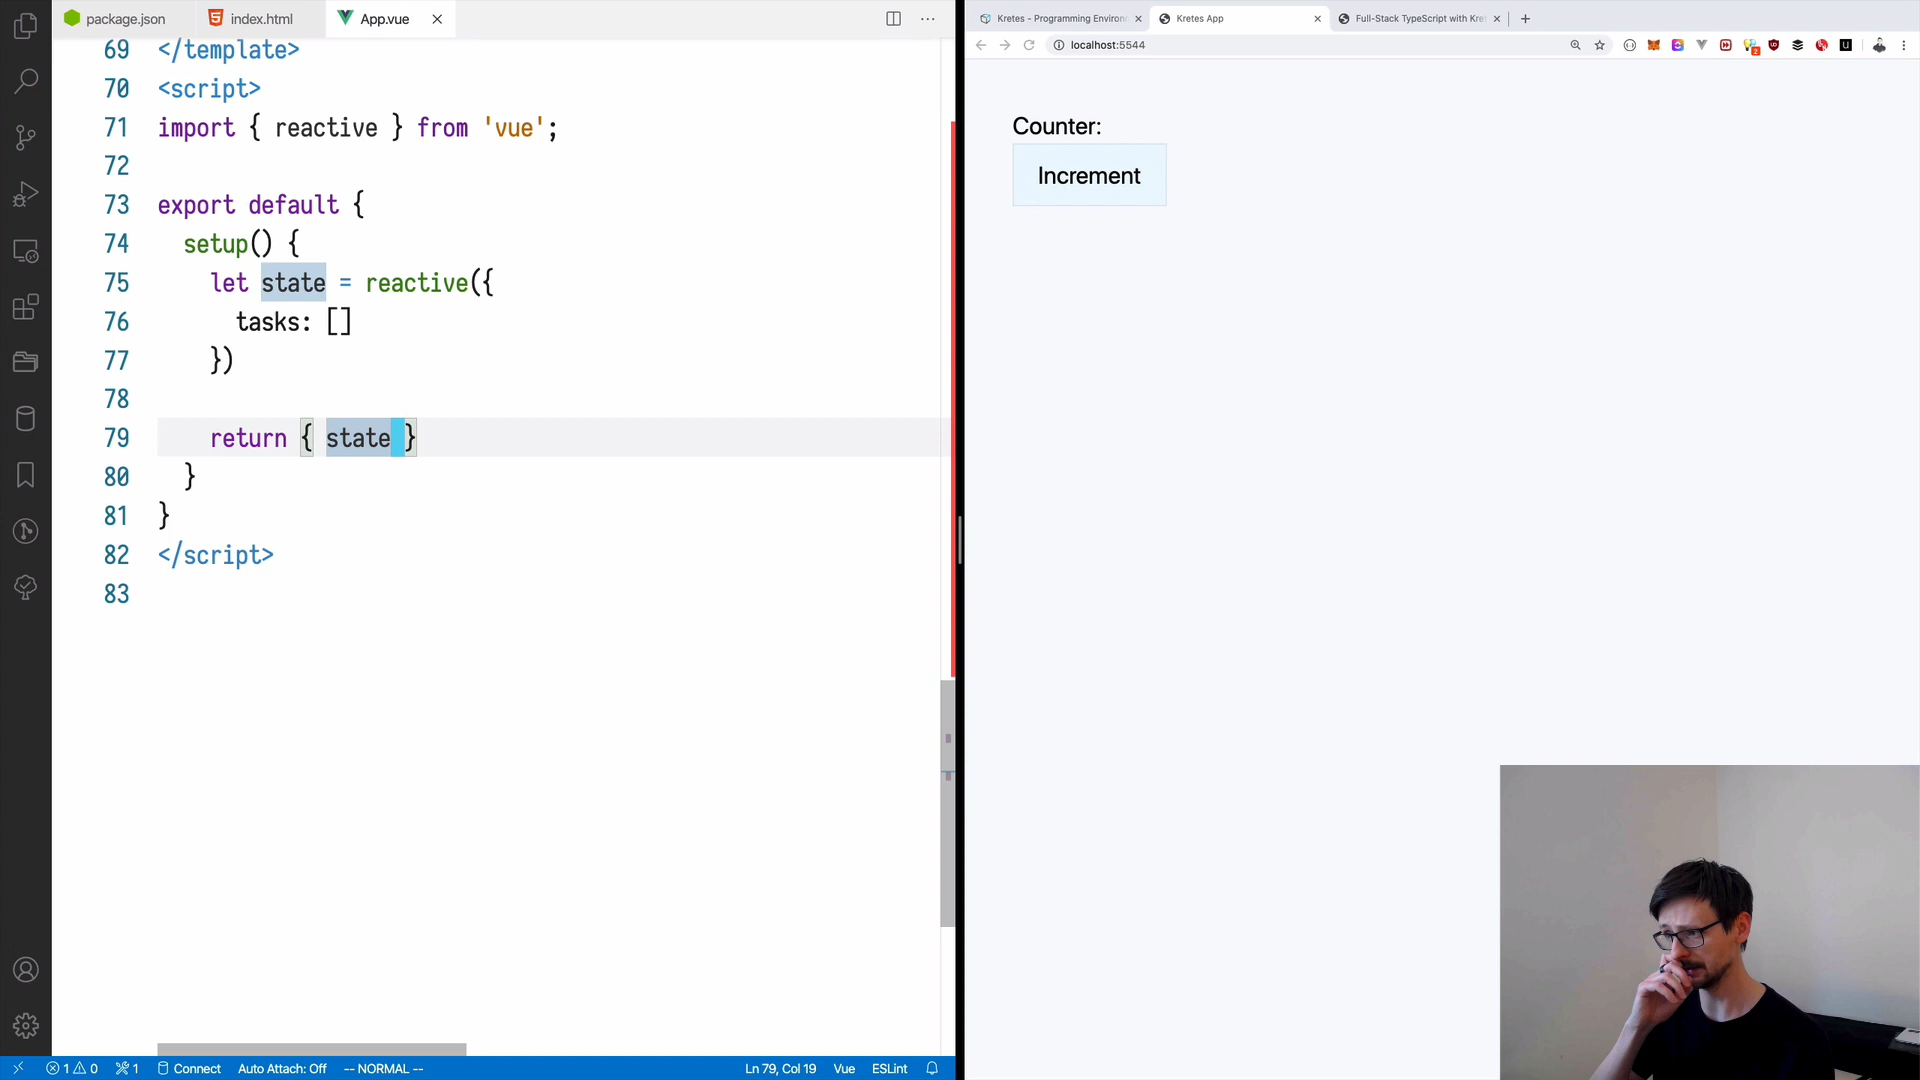 package.json
index.html
App.vue
69 </template>
70 <script>
71 import { reactive } from 'vue';
72
73 export default {
74 setup() {
75 let state = reactive({
76 tasks: []
77 })
78
79 return { state }
80 }
81 }
82 </script>
83
1 0 1 Connect Auto Attach: Off -- NORMAL -- Ln 79, Col 19 Vue ESLint
Kretes - Programming Environ
Kretes App
Full-Stack TypeScript with Kre
localhost:5544
2
Counter:
Increment